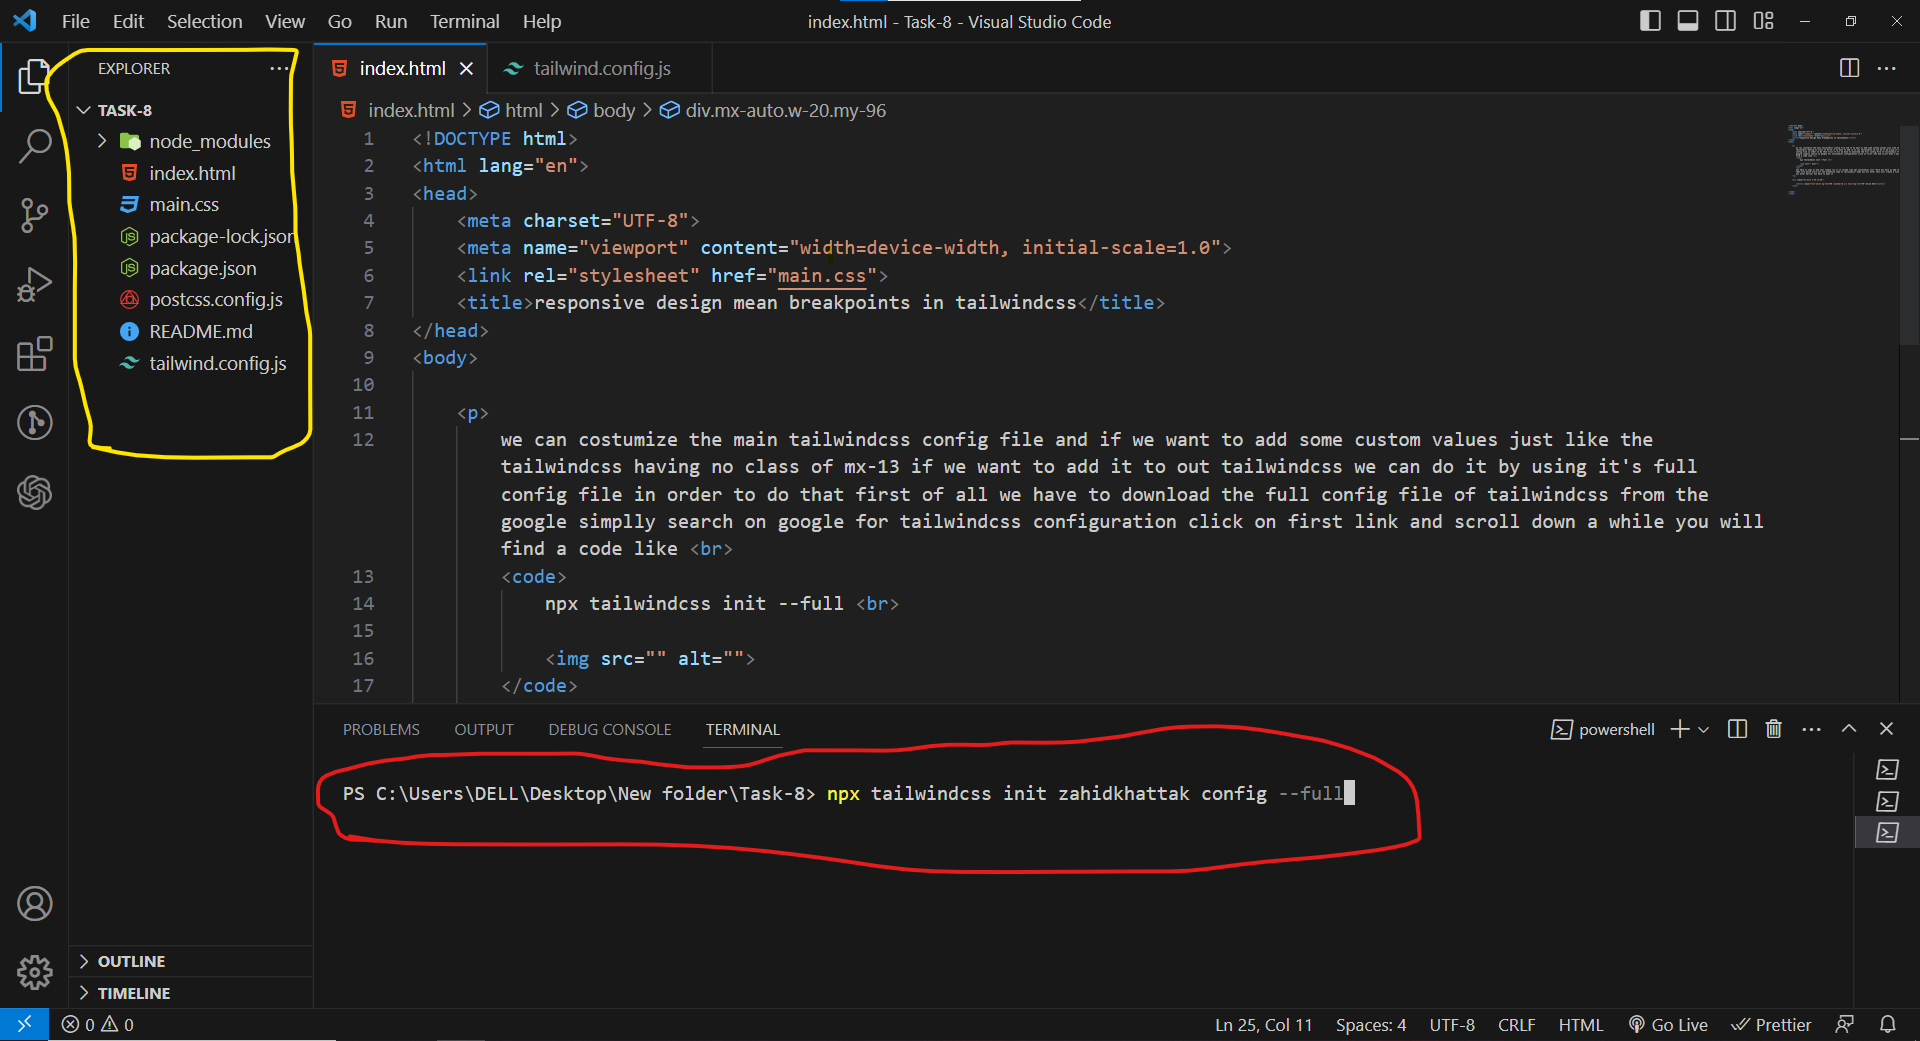 File Edit Selection View Go Run Terminal Help
index.html - Task-8 - Visual Studio Code
EXPLORER
TASK-8
node_modules
index.html
main.css
package-lock.json
package.json
postcss.config.js
README.md
tailwind.config.js
OUTLINE
TIMELINE
index.html
tailwind.config.js
index.html > html > body > div.mx-auto.w-20.my-96
1 <!DOCTYPE html>
2 <html lang="en">
3 <head>
4 <meta charset="UTF-8">
5 <meta name="viewport" content="width=device-width, initial-scale=1.0">
6 <link rel="stylesheet" href="main.css">
7 <title>responsive design mean breakpoints in tailwindcss</title>
8 </head>
9 <body>
10
11 <p>
12 we can costumize the main tailwindcss config file and if we want to add some custom values just like the
tailwindcss having no class of mx-13 if we want to add it to out tailwindcss we can do it by using it's full
config file in order to do that first of all we have to download the full config file of tailwindcss from the
google simplly search on google for tailwindcss configuration click on first link and scroll down a while you will
find a code like <br>
13 <code>
14 npx tailwindcss init --full <br>
15
16 <img src="" alt="">
17 </code>
PROBLEMS OUTPUT DEBUG CONSOLE TERMINAL
powershell
PS C:\Users\DELL\Desktop\New folder\Task-8> npx tailwindcss init zahidkhattak config --full
0 0
Ln 25, Col 11 Spaces: 4 UTF-8 CRLF HTML Go Live Prettier